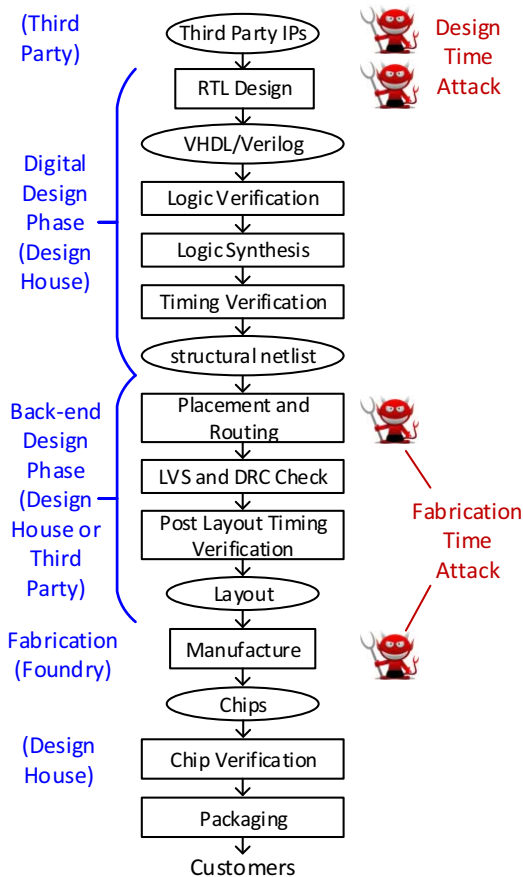 (Third
Party)
Third Party IPs
Design
Time
Attack
RTL Design
VHDL/Verilog
Digital
Design
Phase
(Design
House)
Logic Verification
Logic Synthesis
Timing Verification
structural netlist
Back-end
Design
Phase
(Design
House or
Third
Party)
Placement and
Routing
LVS and DRC Check
Post Layout Timing
Verification
Layout
Fabrication
Time
Attack
Fabrication
(Foundry)
Manufacture
Chips
(Design
House)
Chip Verification
Packaging
Customers